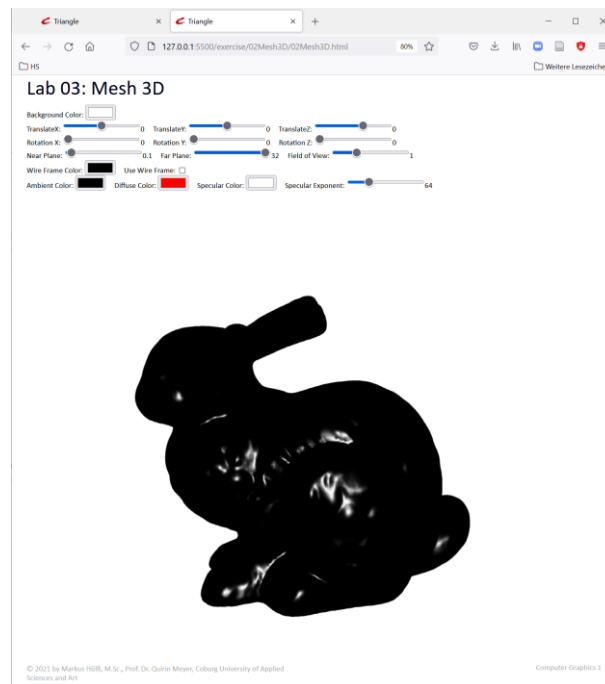 Triangle
Triangle
127.0.0.1:5500/exercise/02Mesh3D/02Mesh3D.html
80%
HS
Weitere Lesezeichen
Lab 03: Mesh 3D
Background Color:
TranslateX: 0 TranslateY: 0 TranslateZ: 0
Rotation X: 0 Rotation Y: 0 Rotation Z: 0
Near Plane: 0.1 Far Plane: 32 Field of View: 1
Wire Frame Color: Use Wire Frame:
Ambient Color: Diffuse Color: Specular Color: Specular Exponent: 64
© 2021 by Markus Hüllß, M.Sc., Prof. Dr. Quirin Meyer, Coburg University of Applied
Sciences and Art
Computer Graphics 1